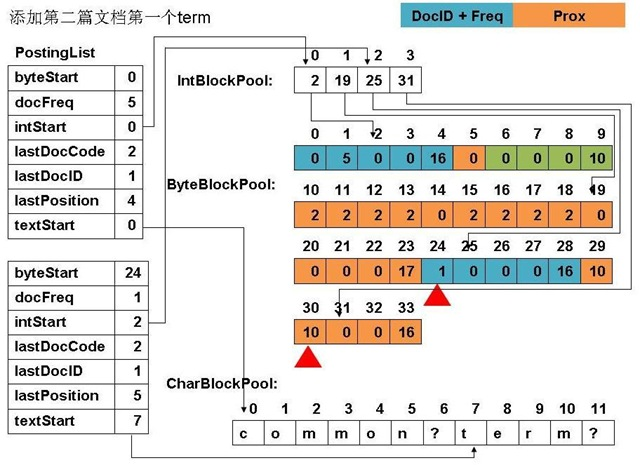 添加第二篇文档第一个term
DocID + Freq Prox
PostingList
byteStart 0
docFreq 5
intStart 0
lastDocCode 2
lastDocID 1
lastPosition 4
textStart 0
byteStart 24
docFreq 1
intStart 2
lastDocCode 2
lastDocID 1
lastPosition 5
textStart 7
0 1 2 3
IntBlockPool: 2 19 25 31
0 1 2 3 4 5 6 7 8 9
0 5 0 0 16 0 0 0 0 10
ByteBlockPool:
10 11 12 13 14 15 16 17 18 19
2 2 2 2 0 2 2 2 2 0
20 21 22 23 24 25 26 27 28 29
0 0 0 17 1 0 0 0 16 10
30 31 32 33
10 0 0 16
CharBlockPool:
0 1 2 3 4 5 6 7 8 9 10 11
c o m m o n ? t e r m ?